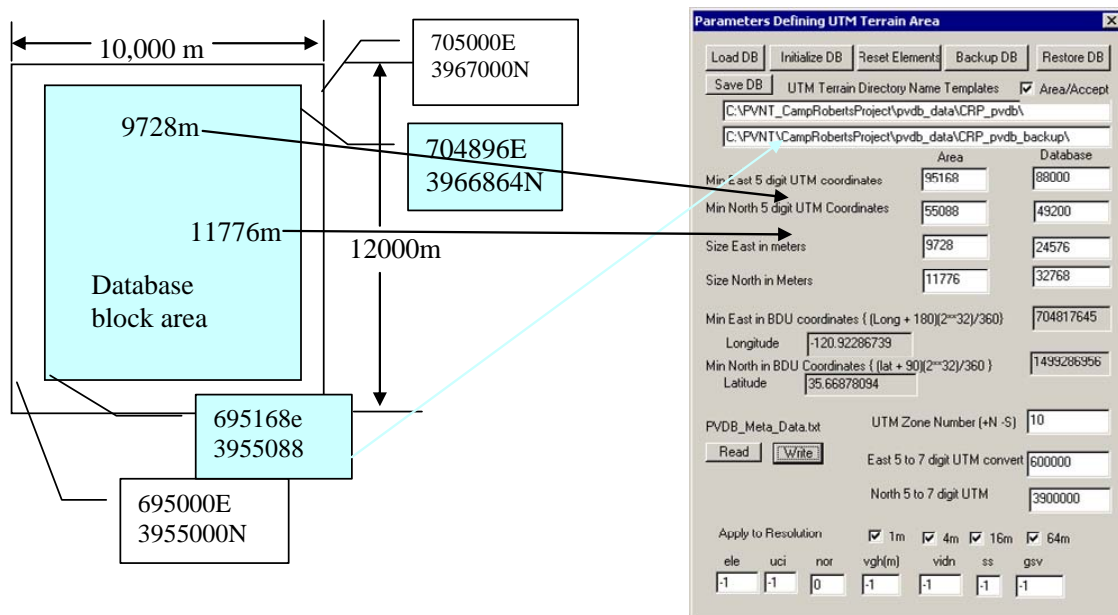 10,000 m
705000E
3967000N
9728m
704896E
3966864N
11776m
12000m
Database
block area
695168e
3955088
695000E
3955000N
Parameters Defining UTM Terrain Area
Load DB Initialize DB Reset Elements Backup DB Restore DB
Save DB UTM Terrain Directory Name Templates Area/Accept
C:\PVNT_CampRobertsProject\pvdb_data\CRP_pvdb\
C:\PVNT\CampRobertsProject\pvdb_data\CRP_pvdb_backup\
Area Database
Min East 5 digit UTM coordinates 95168 88000
Min North 5 digit UTM Coordinates 55088 49200
Size East in meters 9728 24576
Size North in Meters 11776 32768
Min East in BDU coordinates { (Long + 180)(2**32)/360} 704817645
Longitude -120.92286739
Min North in BDU Coordinates { (lat + 90)(2**32)/360 } 1499286956
Latitude 35.66878094
PVDB_Meta_Data.txt UTM Zone Number (+N -S) 10
Read Write East 5 to 7 digit UTM convert 600000
North 5 to 7 digit UTM 3900000
Apply to Resolution 1m 4m 16m 64m
ele uci nor vgh(m) vidn ss gsv
-1 -1 0 -1 -1 -1 -1